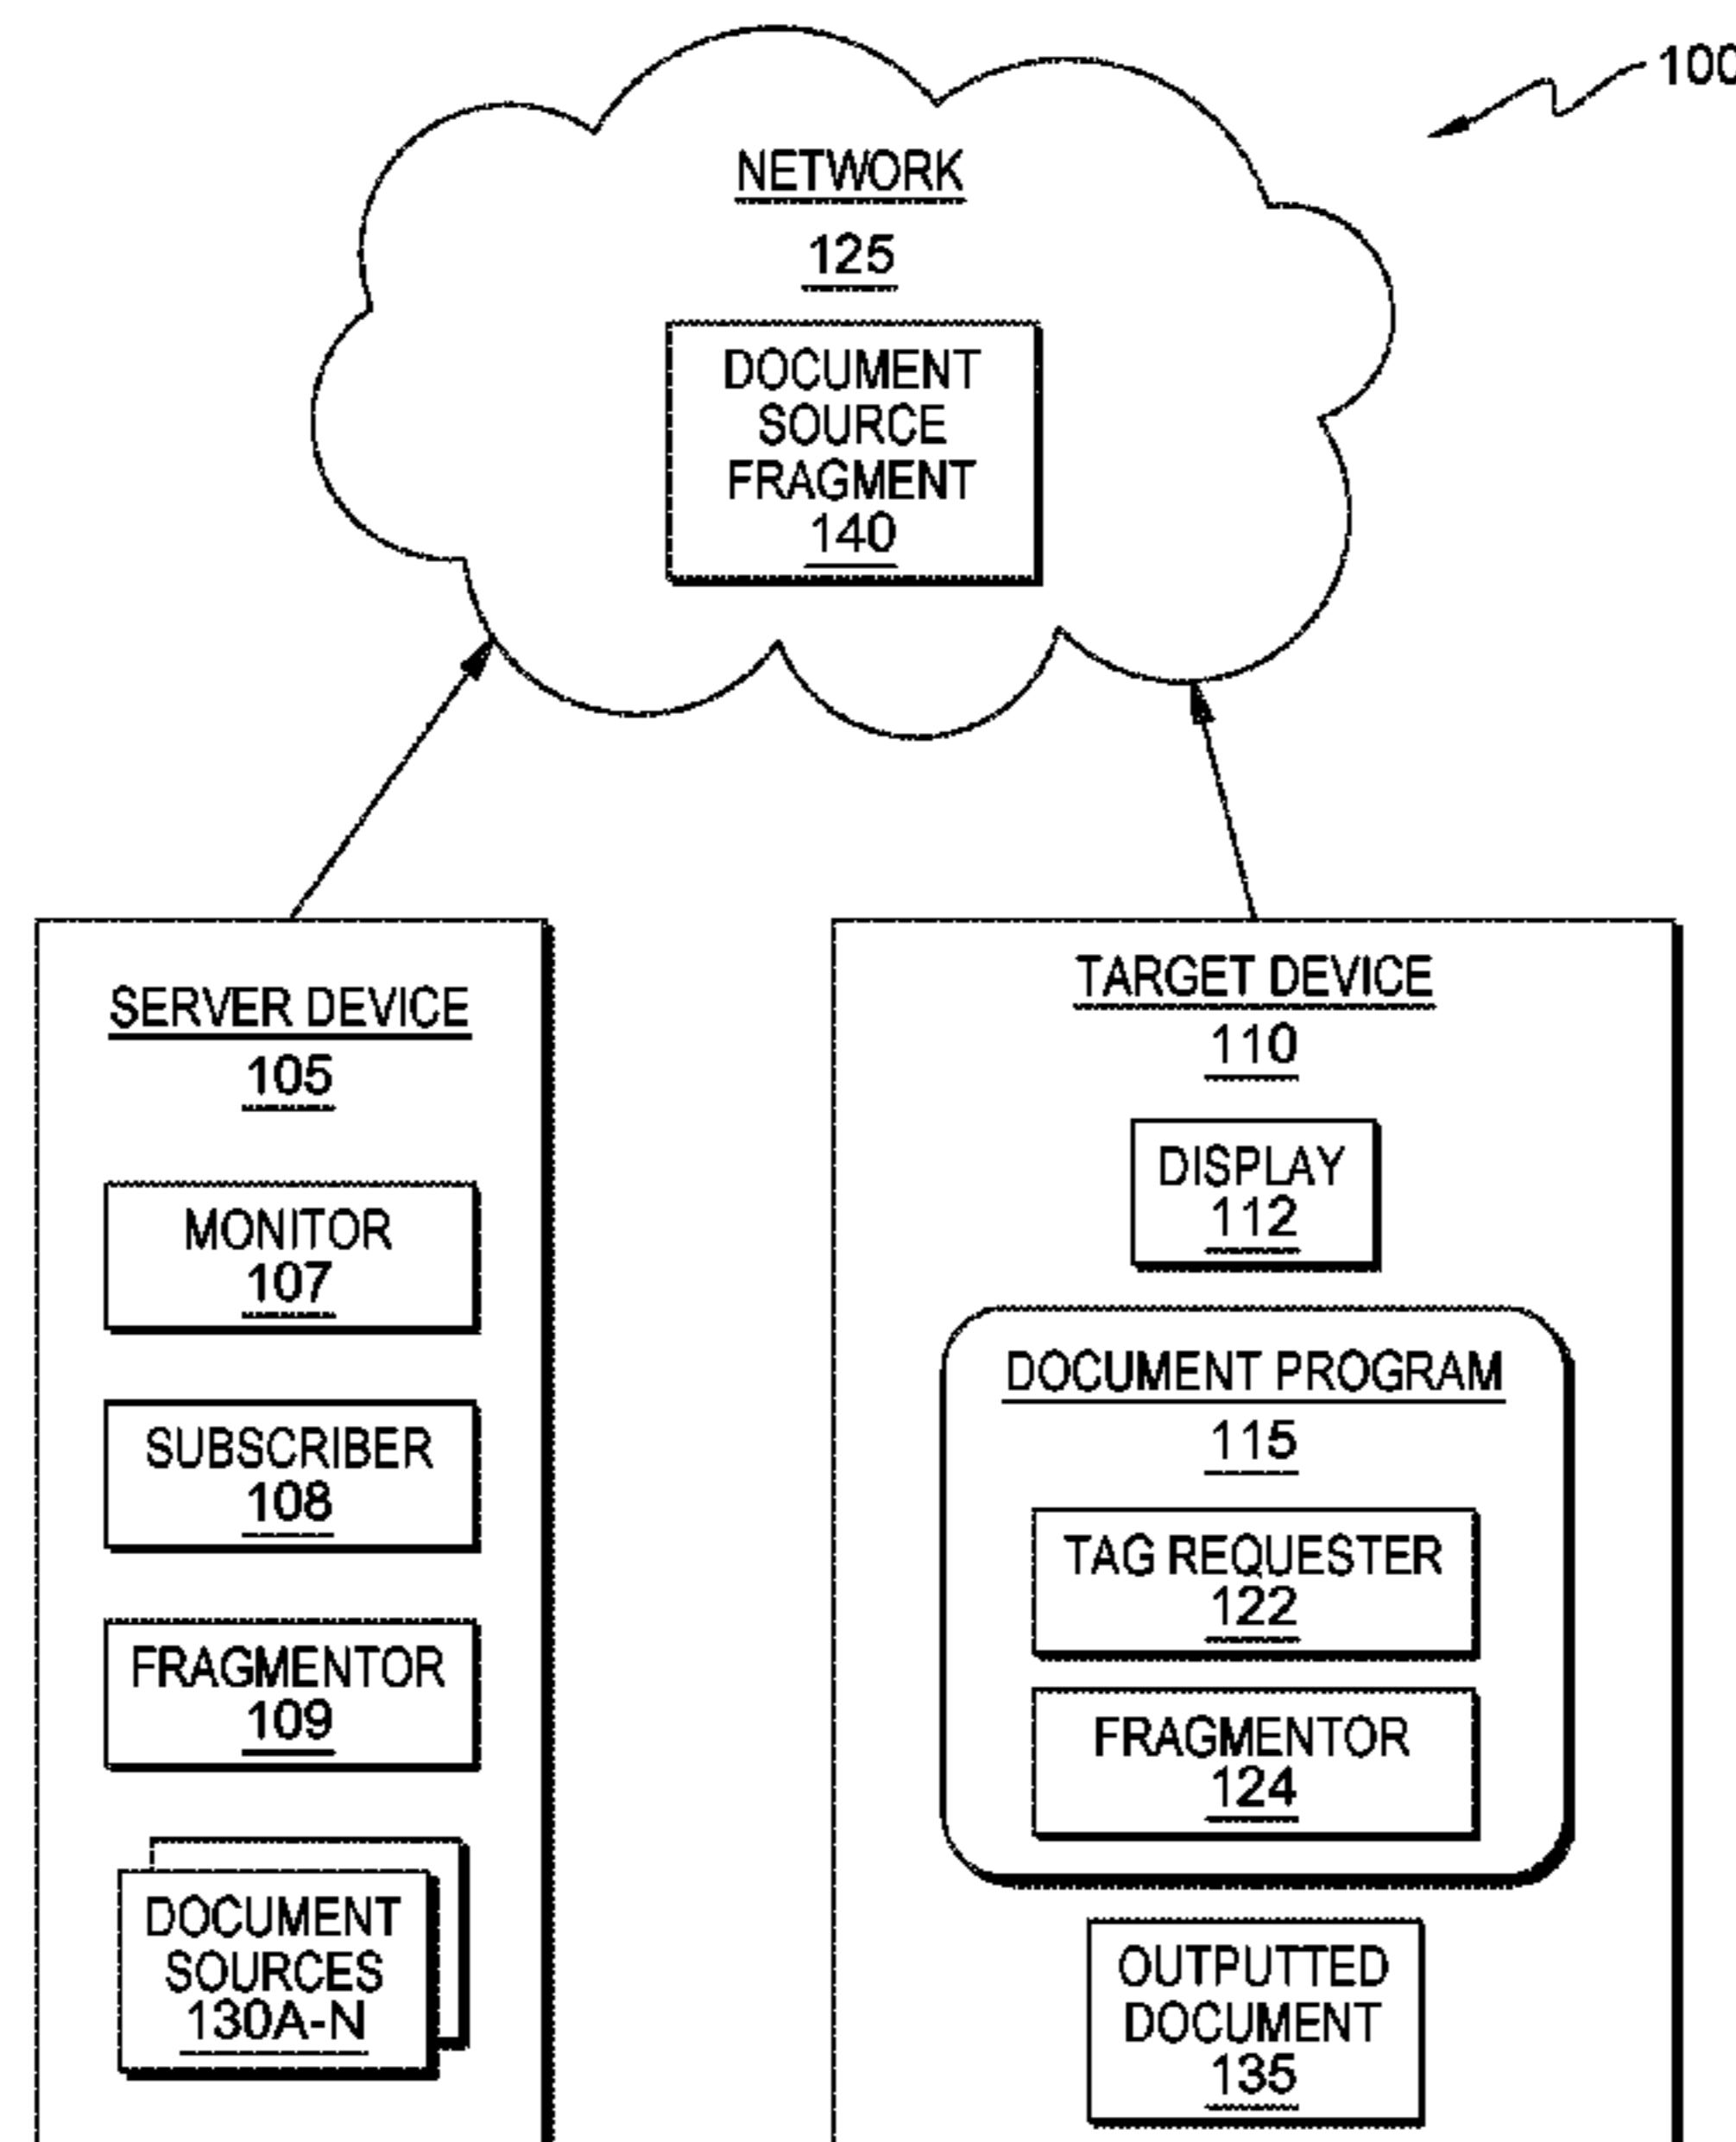 100
NETWORK
125
DOCUMENT
SOURCE
FRAGMENT
140
SERVER DEVICE
105
MONITOR
107
SUBSCRIBER
108
FRAGMENTOR
109
DOCUMENT
SOURCES
130A-N
TARGET DEVICE
110
DISPLAY
112
DOCUMENT PROGRAM
115
TAG REQUESTER
122
FRAGMENTOR
124
OUTPUTTED
DOCUMENT
135